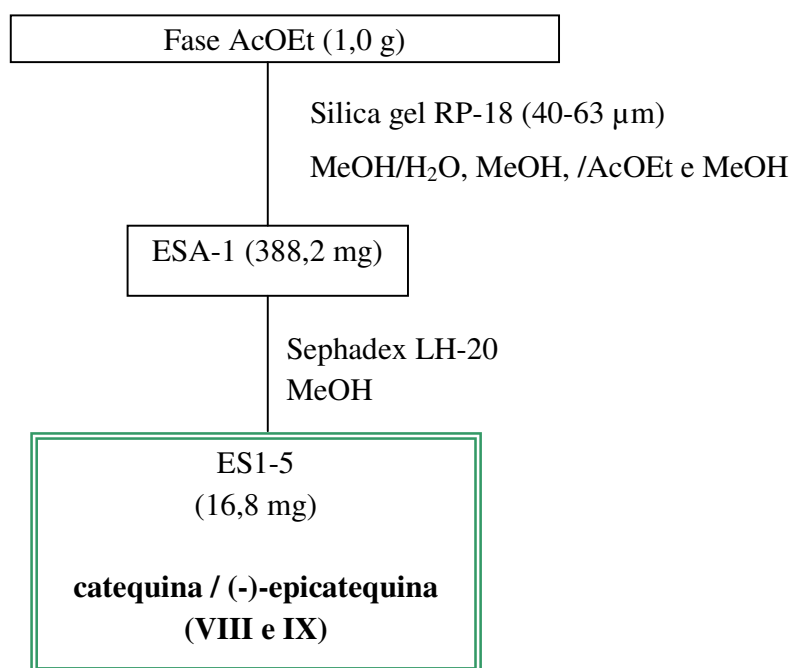 Fase AcOEt (1,0 g)
Silica gel RP-18 (40-63 µm)
MeOH/H₂O, MeOH, /AcOEt e MeOH
ESA-1 (388,2 mg)
Sephadex LH-20
MeOH
ES1-5
(16,8 mg)
catequina / (-)-epicatequina
(VIII e IX)